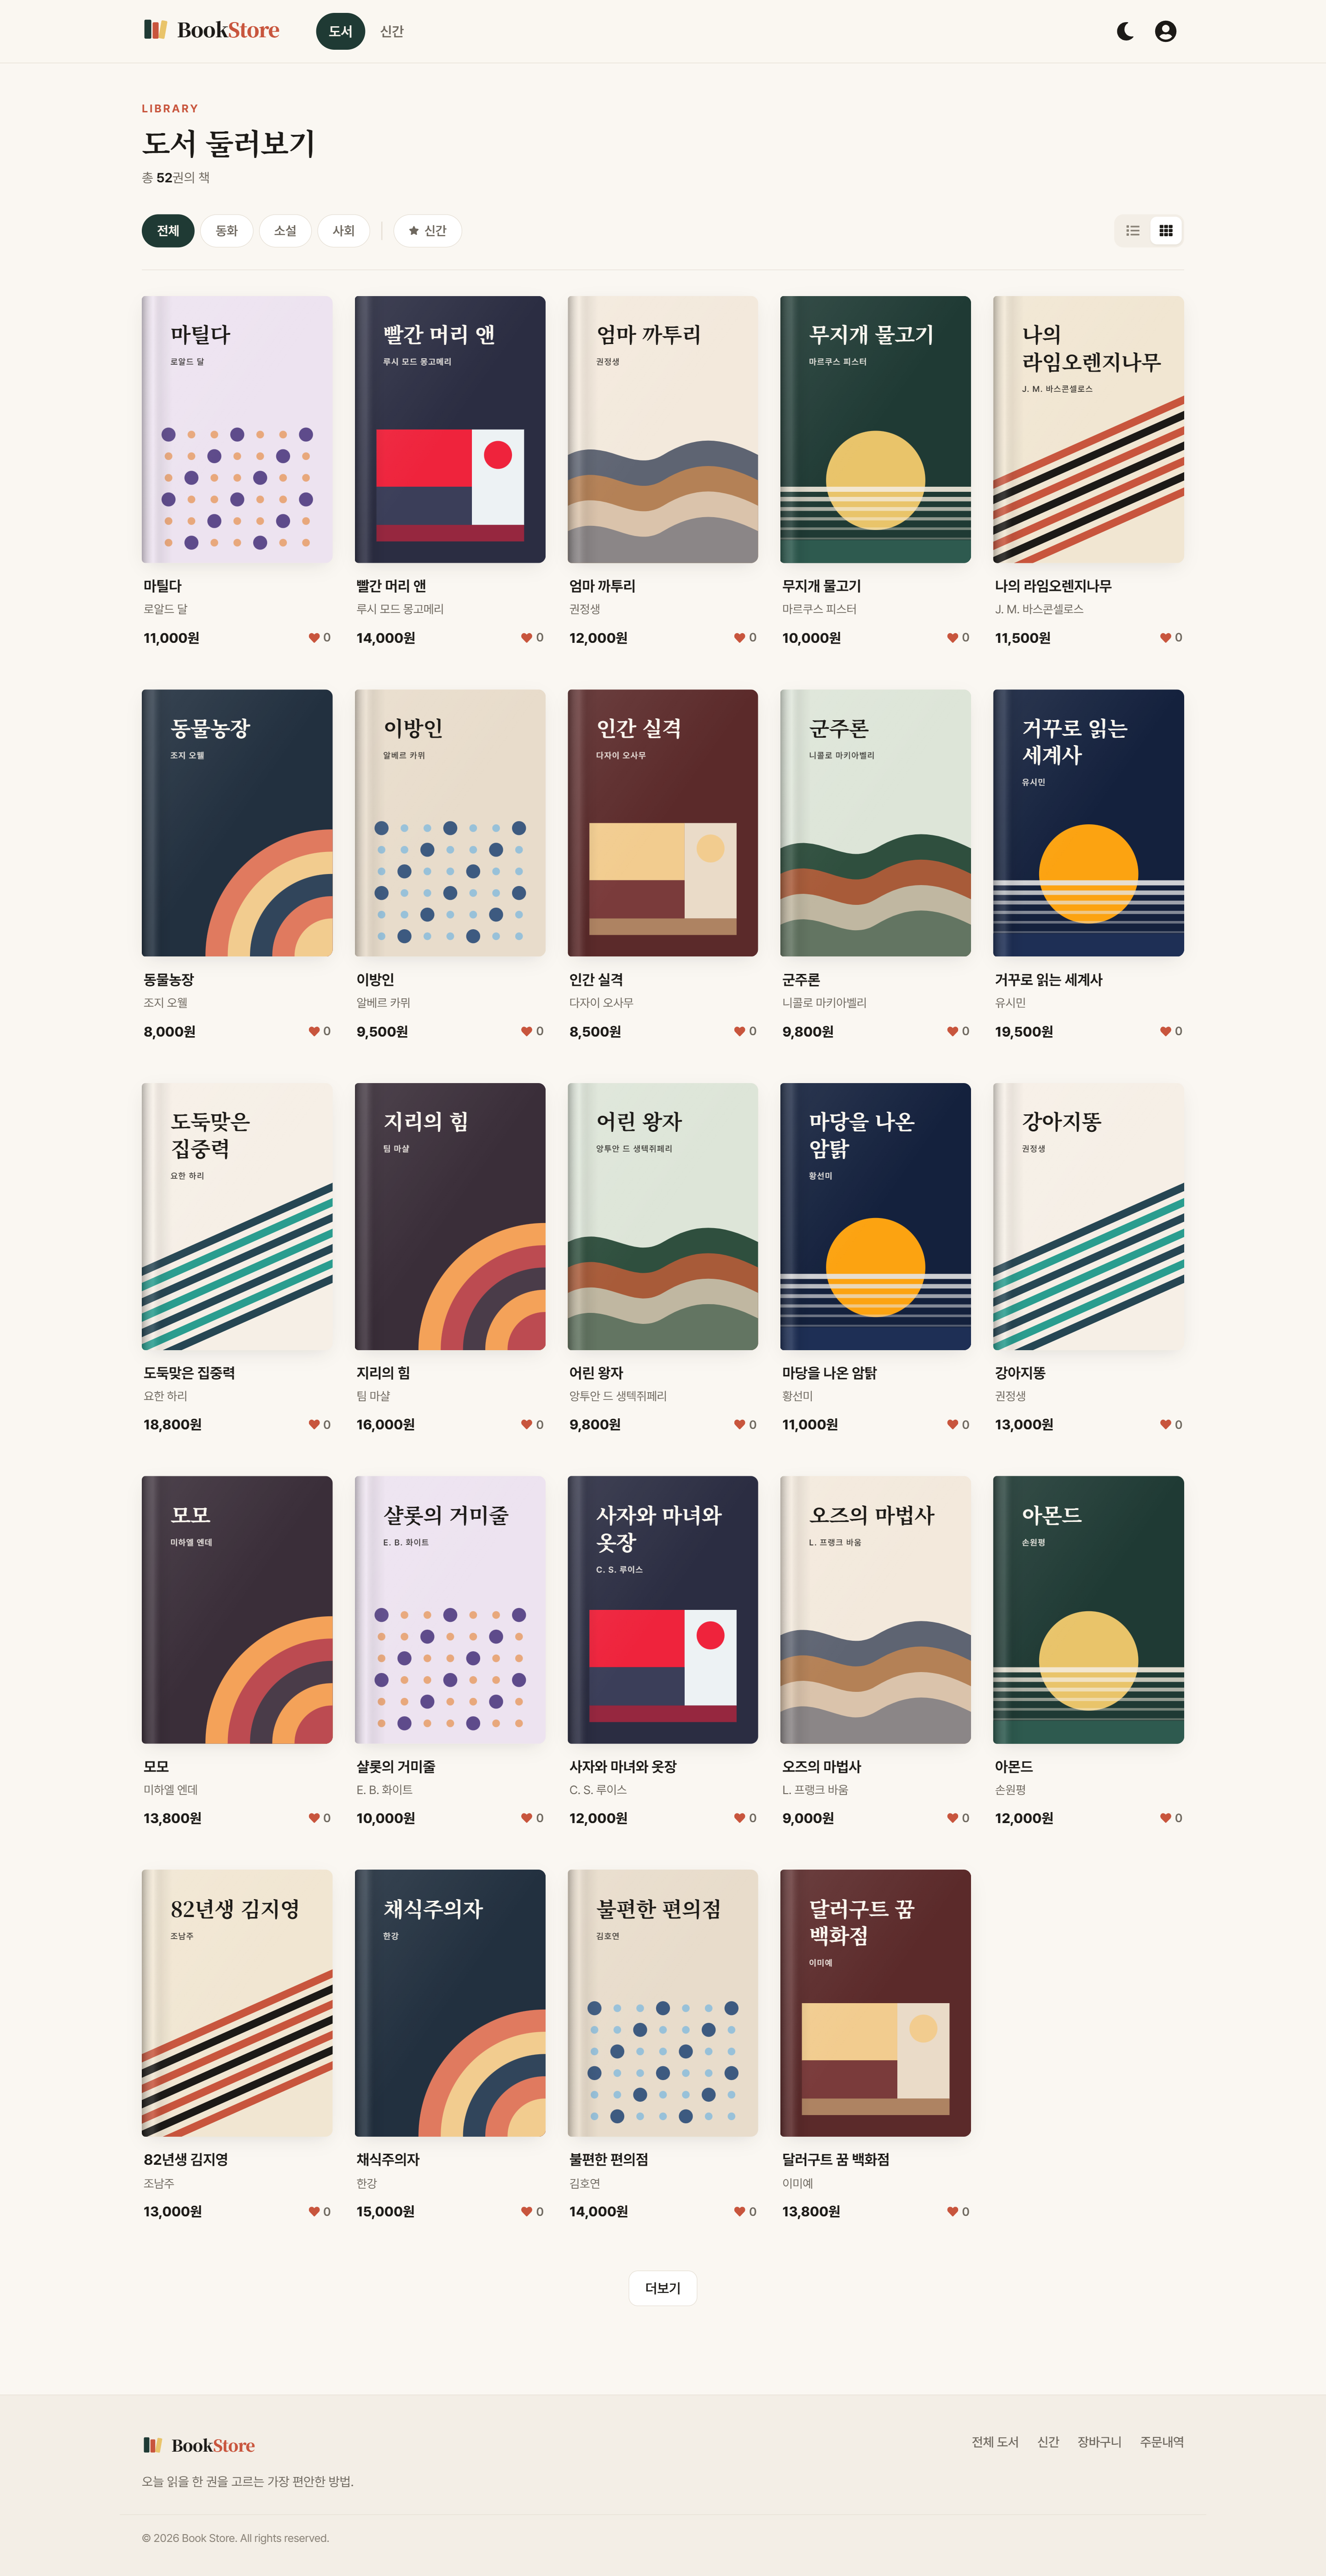 BookStore
도서
신간
LIBRARY
도서 둘러보기
총 52권의 책
전체
동화
소설
사회
신간
마틸다
로알드 달
마틸다
로알드 달
11,000원
0
빨간 머리 앤
루시 모드 몽고메리
빨간 머리 앤
루시 모드 몽고메리
14,000원
0
엄마 까투리
권정생
엄마 까투리
권정생
12,000원
0
무지개 물고기
마르쿠스 피스터
무지개 물고기
마르쿠스 피스터
10,000원
0
나의
라임오렌지나무
J. M. 바스콘셀로스
나의 라임오렌지나무
J. M. 바스콘셀로스
11,500원
0
동물농장
조지 오웰
동물농장
조지 오웰
8,000원
0
이방인
알베르 카뮈
이방인
알베르 카뮈
9,500원
0
인간 실격
다자이 오사무
인간 실격
다자이 오사무
8,500원
0
군주론
니콜로 마키아벨리
군주론
니콜로 마키아벨리
9,800원
0
거꾸로 읽는
세계사
유시민
거꾸로 읽는 세계사
유시민
19,500원
0
도둑맞은
집중력
요한 하리
도둑맞은 집중력
요한 하리
18,800원
0
지리의 힘
팀 마샬
지리의 힘
팀 마샬
16,000원
0
어린 왕자
앙투안 드 생텍쥐페리
어린 왕자
앙투안 드 생텍쥐페리
9,800원
0
마당을 나온
암탉
황선미
마당을 나온 암탉
황선미
11,000원
0
강아지똥
권정생
강아지똥
권정생
13,000원
0
모모
미하엘 엔데
모모
미하엘 엔데
13,800원
0
샬롯의 거미줄
E. B. 화이트
샬롯의 거미줄
E. B. 화이트
10,000원
0
사자와 마녀와
옷장
C. S. 루이스
사자와 마녀와 옷장
C. S. 루이스
12,000원
0
오즈의 마법사
L. 프랭크 바움
오즈의 마법사
L. 프랭크 바움
9,000원
0
아몬드
손원평
아몬드
손원평
12,000원
0
82년생 김지영
조남주
82년생 김지영
조남주
13,000원
0
채식주의자
한강
채식주의자
한강
15,000원
0
불편한 편의점
김호연
불편한 편의점
김호연
14,000원
0
달러구트 꿈
백화점
이미예
달러구트 꿈 백화점
이미예
13,800원
0
더보기
BookStore
오늘 읽을 한 권을 고르는 가장 편안한 방법.
전체 도서
신간
장바구니
주문내역
© 2026 Book Store. All rights reserved.